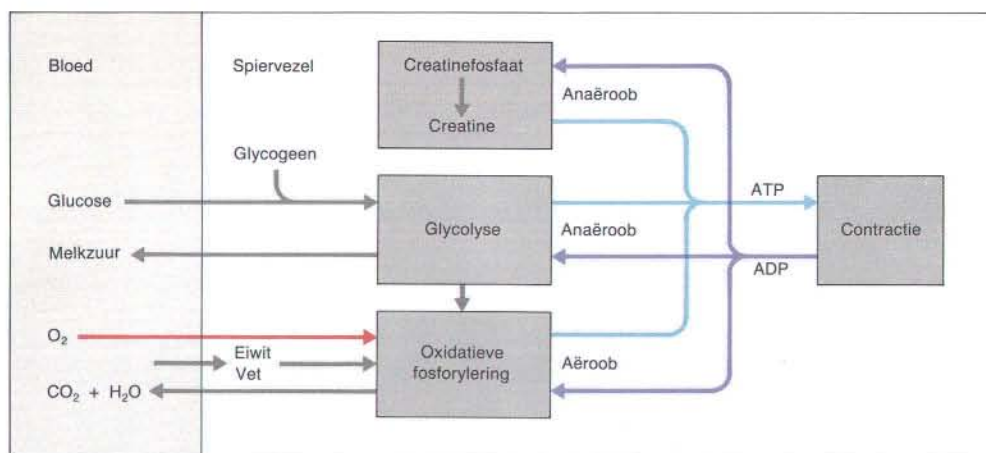 Bloed
Spiervezel
Creatinefosfaat
Anaëroob
Creatine
Glycogeen
Glucose
Glycolyse
ATP
Contractie
Anaëroob
Melkzuur
ADP
O₂
Eiwit
Vet
Oxidatieve
fosforylering
Aëroob
CO₂ + H₂O